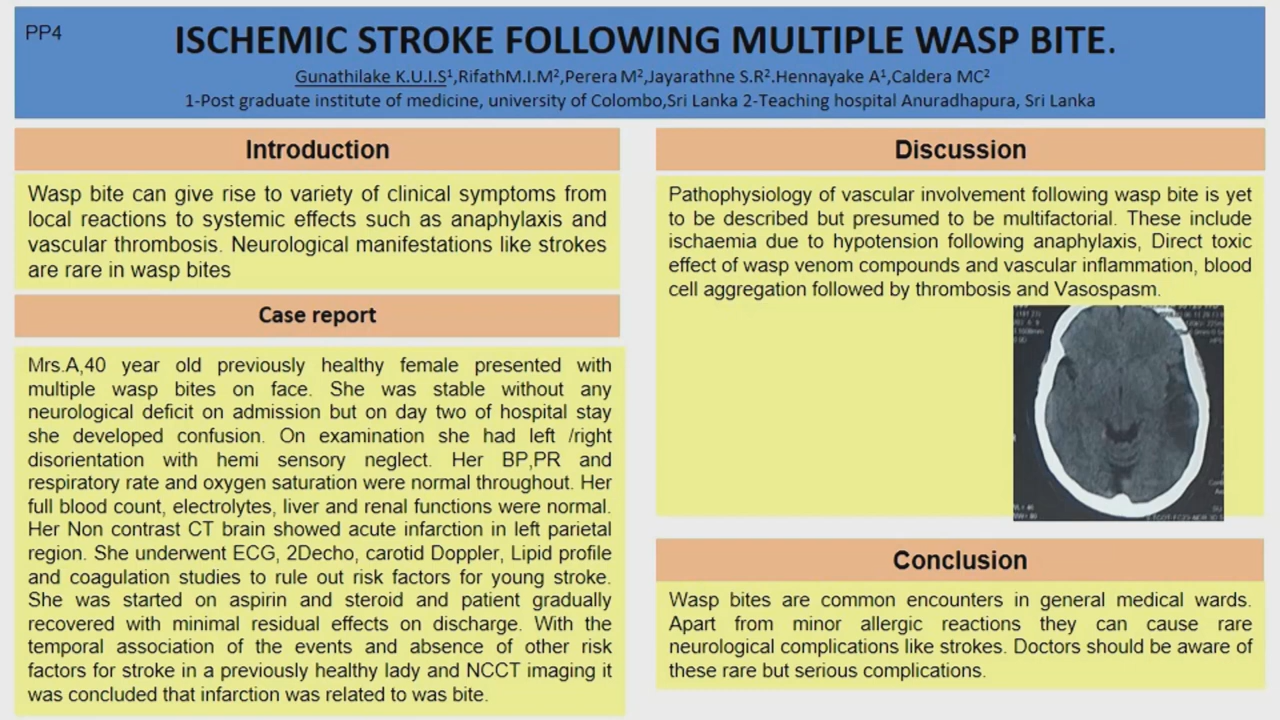 PP4
ISCHEMIC STROKE FOLLOWING MULTIPLE WASP BITE.
Gunathilake K.U.I.S¹,RifathM.I.M²,Perera M²,Jayarathne S.R².Hennayake A¹,Caldera MC²
1-Post graduate institute of medicine, university of Colombo,Sri Lanka 2-Teaching hospital Anuradhapura, Sri Lanka
Introduction
Wasp bite can give rise to variety of clinical symptoms from
local reactions to systemic effects such as anaphylaxis and
vascular thrombosis. Neurological manifestations like strokes
are rare in wasp bites
Case report
Mrs.A,40 year old previously healthy female presented with
multiple wasp bites on face. She was stable without any
neurological deficit on admission but on day two of hospital stay
she developed confusion. On examination she had left /right
disorientation with hemi sensory neglect. Her BP,PR and
respiratory rate and oxygen saturation were normal throughout. Her
full blood count, electrolytes, liver and renal functions were normal.
Her Non contrast CT brain showed acute infarction in left parietal
region. She underwent ECG, 2Decho, carotid Doppler, Lipid profile
and coagulation studies to rule out risk factors for young stroke.
She was started on aspirin and steroid and patient gradually
recovered with minimal residual effects on discharge. With the
temporal association of the events and absence of other risk
factors for stroke in a previously healthy lady and NCCT imaging it
was concluded that infarction was related to was bite.
Discussion
Pathophysiology of vascular involvement following wasp bite is yet
to be described but presumed to be multifactorial. These include
ischaemia due to hypotension following anaphylaxis, Direct toxic
effect of wasp venom compounds and vascular inflammation, blood
cell aggregation followed by thrombosis and Vasospasm.
Conclusion
Wasp bites are common encounters in general medical wards.
Apart from minor allergic reactions they can cause rare
neurological complications like strokes. Doctors should be aware of
these rare but serious complications.